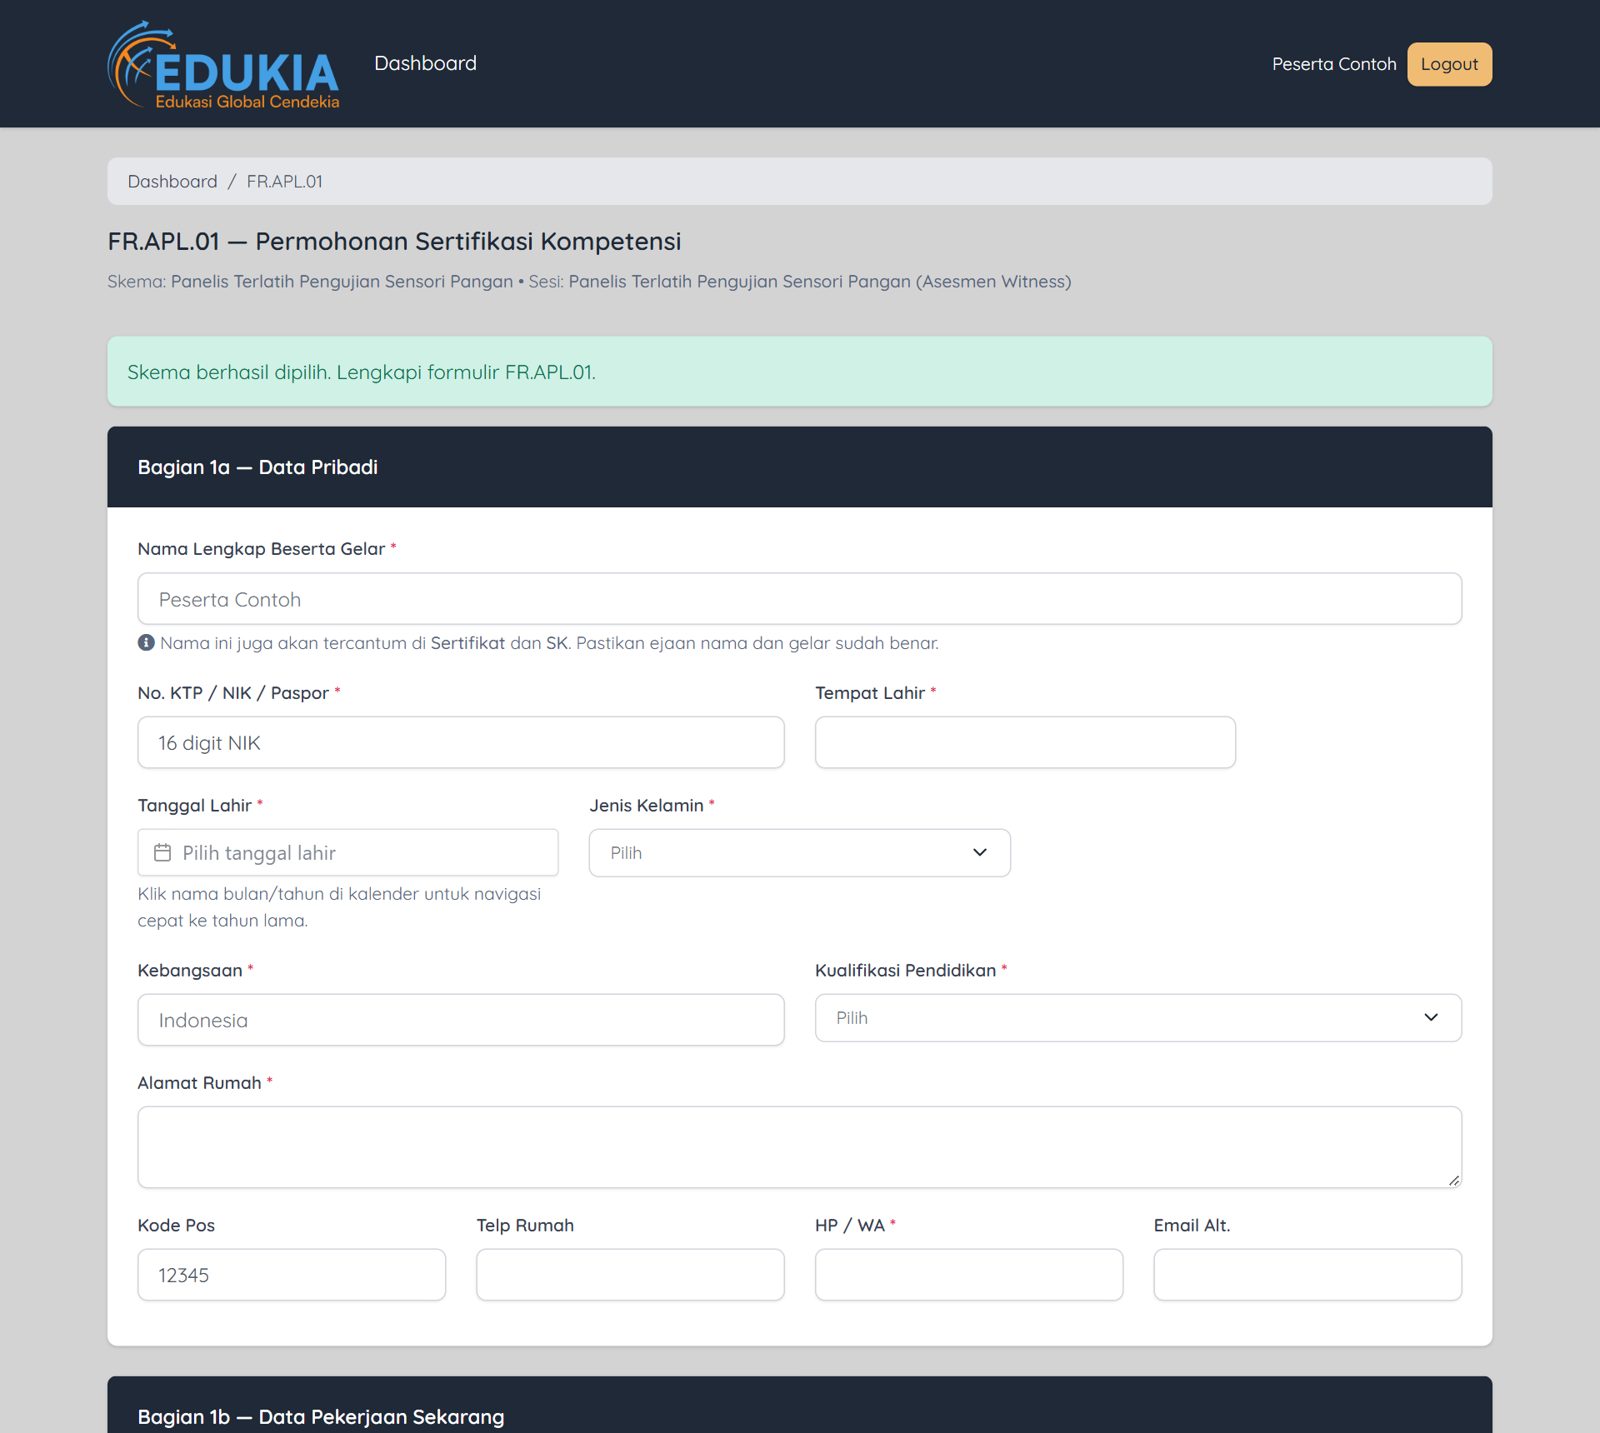 EDUKIA
Edukasi Global Cendekia
Dashboard
Peserta Contoh
Logout
Dashboard / FR.APL.01
FR.APL.01 — Permohonan Sertifikasi Kompetensi
Skema: Panelis Terlatih Pengujian Sensori Pangan • Sesi: Panelis Terlatih Pengujian Sensori Pangan (Asesmen Witness)
Skema berhasil dipilih. Lengkapi formulir FR.APL.01.
Bagian 1a — Data Pribadi
Nama Lengkap Beserta Gelar *
Peserta Contoh
Nama ini juga akan tercantum di Sertifikat dan SK. Pastikan ejaan nama dan gelar sudah benar.
No. KTP / NIK / Paspor *
Tempat Lahir *
16 digit NIK
Tanggal Lahir *
Jenis Kelamin *
Pilih tanggal lahir
Pilih
Klik nama bulan/tahun di kalender untuk navigasi
cepat ke tahun lama.
Kebangsaan *
Kualifikasi Pendidikan *
Indonesia
Pilih
Alamat Rumah *
Kode Pos
Telp Rumah
HP / WA *
Email Alt.
12345
Bagian 1b — Data Pekerjaan Sekarang